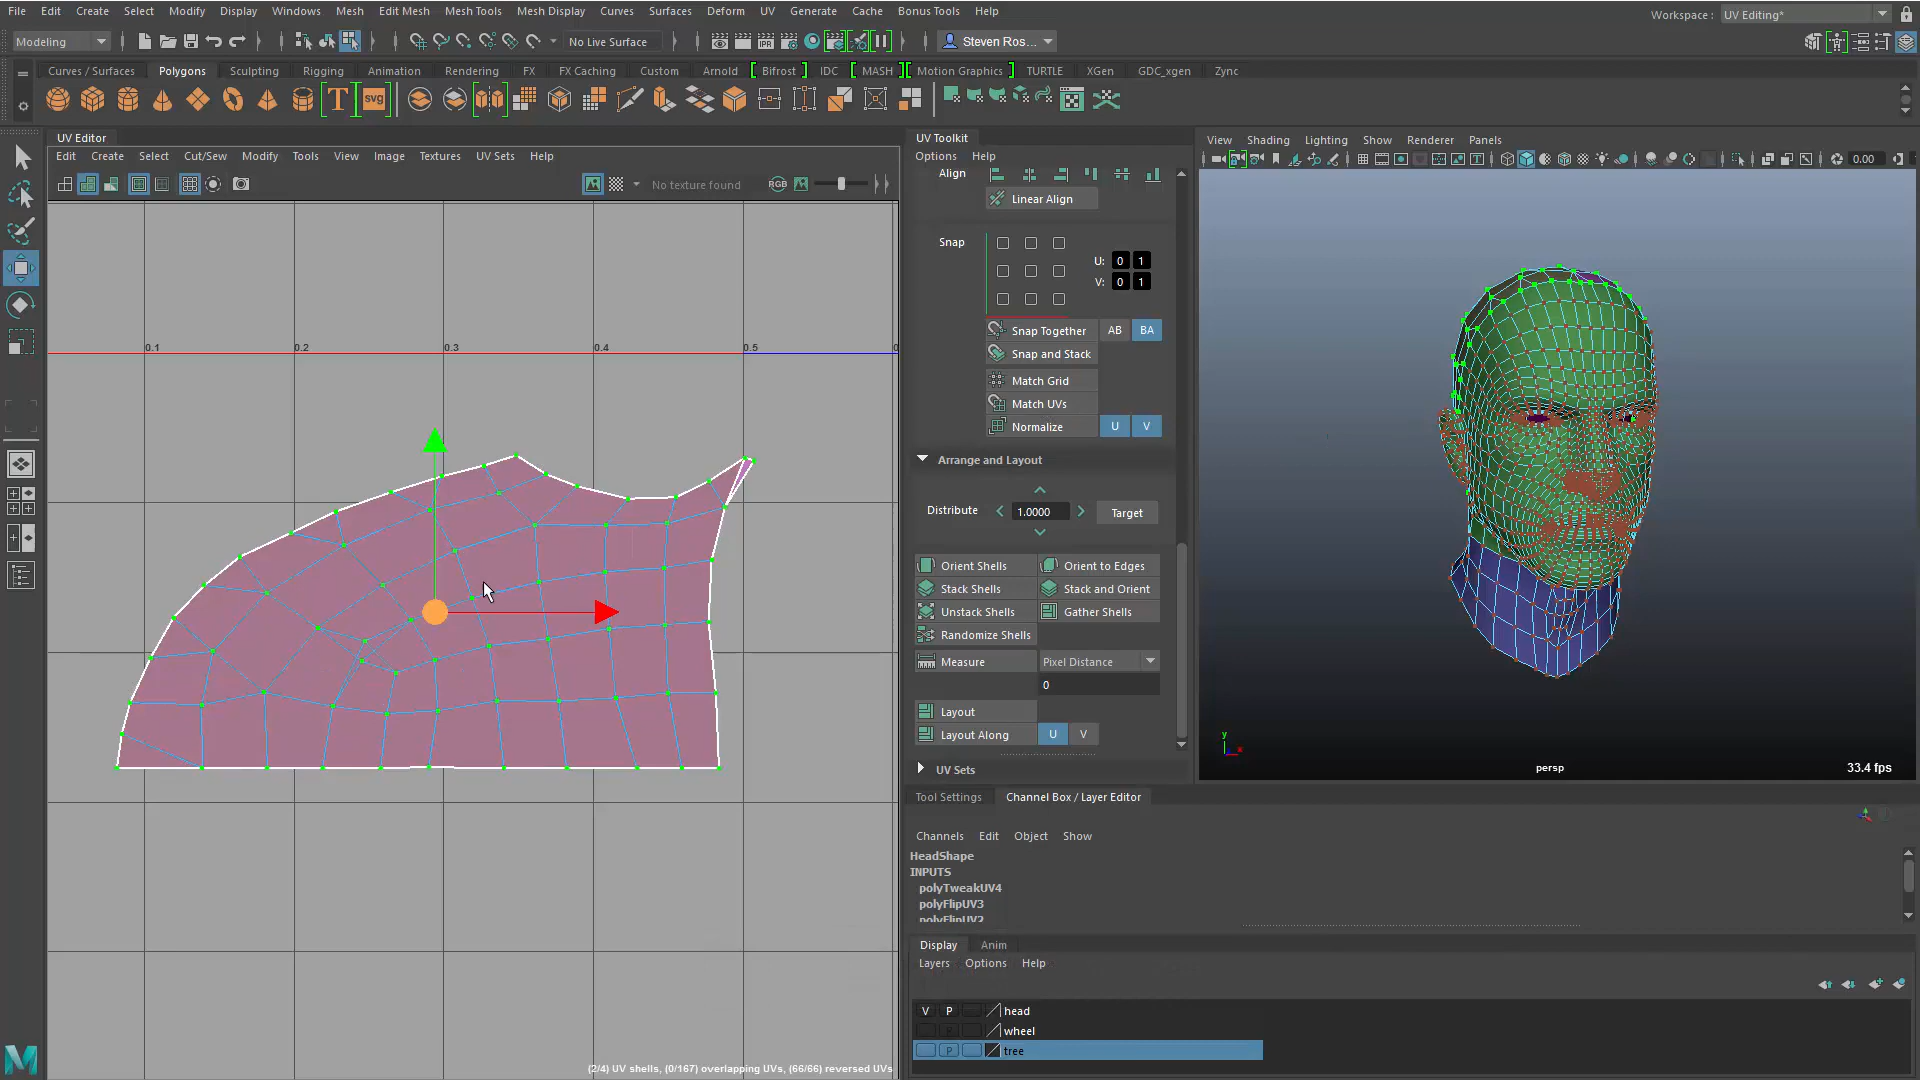 File Edit Create Select Modify Display Windows Mesh Edit Mesh Mesh Tools Mesh Display Curves Surfaces Deform UV Generate Cache Bonus Tools Help
Workspace : UV Editing*
Modeling No Live Surface Steven Ros...
Curves / Surfaces Polygons Sculpting Rigging Animation Rendering FX FX Caching Custom Arnold Bifrost IDC MASH Motion Graphics TURTLE XGen GDC_xgen Zync
T svg
IPR
UV Editor
Edit Create Select Cut/Sew Modify Tools View Image Textures UV Sets Help
No texture found RGB
0.1 0.2 0.3 0.4 0.5
(2/4) UV shells, (0/167) overlapping UVs, (66/66) reversed UVs
UV Toolkit
Options Help
Align
Linear Align
Snap
U: 0 1
V: 0 1
Snap Together AB BA
Snap and Stack
Match Grid
Match UVs
Normalize U V
Arrange and Layout
Distribute 1.0000 Target
Orient Shells Orient to Edges
Stack Shells Stack and Orient
Unstack Shells Gather Shells
Randomize Shells
Measure Pixel Distance
0
Layout
Layout Along U V
UV Sets
View Shading Lighting Show Renderer Panels
0.00
y
x
persp
33.4 fps
Tool Settings Channel Box / Layer Editor
Channels Edit Object Show
HeadShape
INPUTS
polyTweakUV4
polyFlipUV3
polyFlipUV2
Display Anim
Layers Options Help
V P head
P wheel
P tree
M